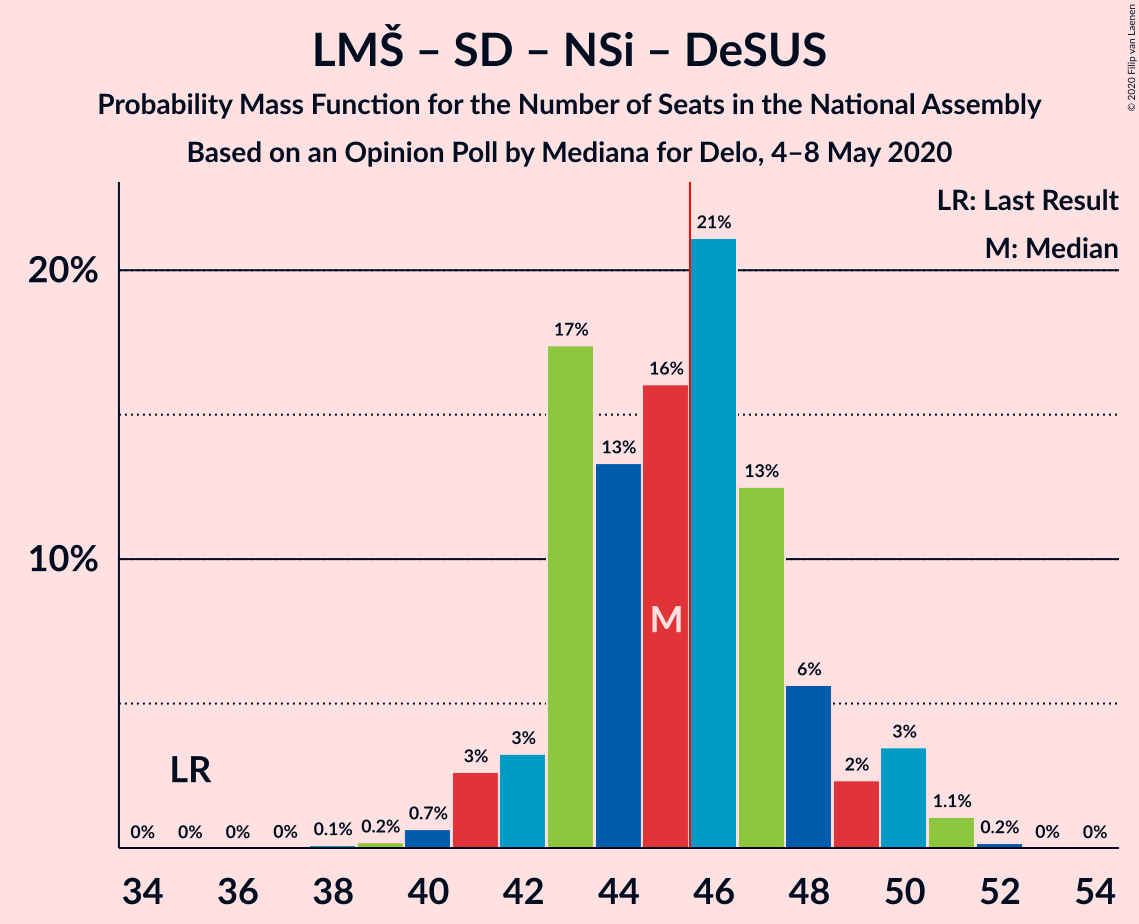 LMŠ – SD – NSi – DeSUS
Probability Mass Function for the Number of Seats in the National Assembly
Based on an Opinion Poll by Mediana for Delo, 4–8 May 2020
© 2020 Filip van Laenen
LR: Last Result
M: Median
20%
10%
LR
M
0%
0%
0%
0%
0.1%
0.2%
0.7%
3%
3%
17%
13%
16%
21%
13%
6%
2%
3%
1.1%
0.2%
0%
0%
34 36 38 40 42 44 46 48 50 52 54